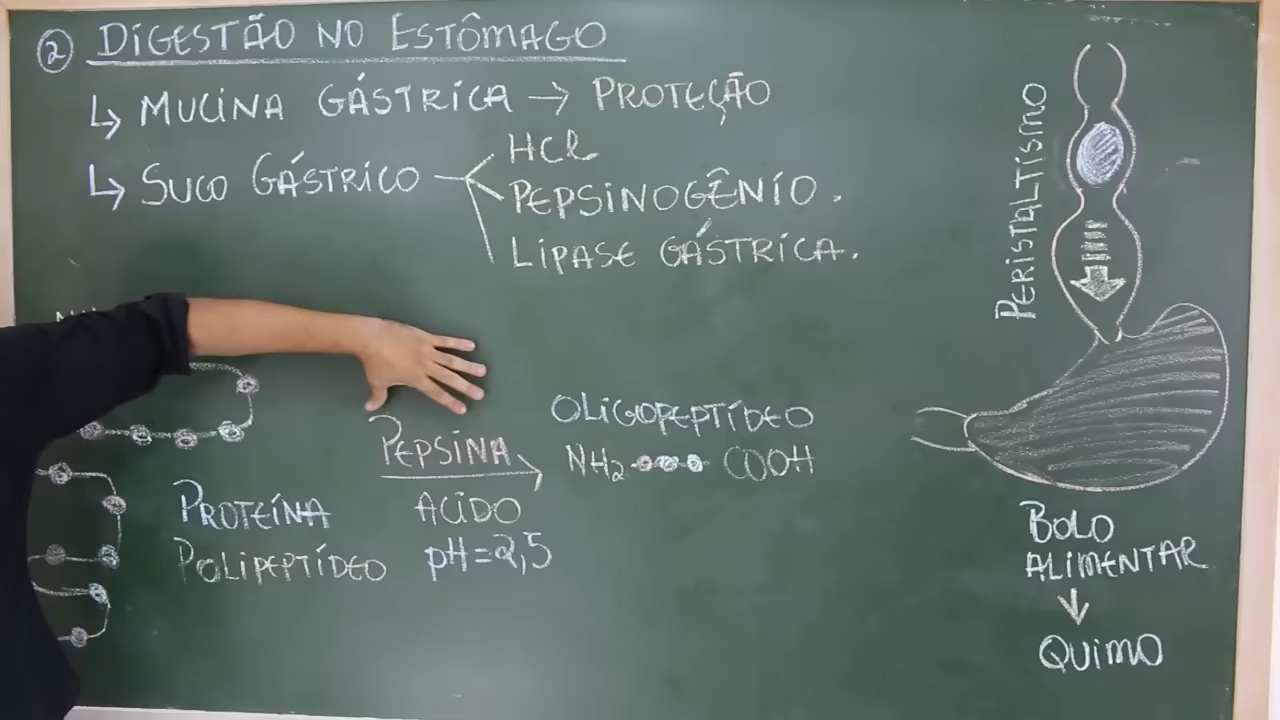 ② DIGESTÃO NO ESTÔMAGO
↳ MUCINA GÁSTRICA → PROTEÇÃO
↳ SUCO GÁSTRICO
HCl
PEPSINOGÊNIO.
LIPASE GÁSTRICA.
PERISTALTISMO
PROTEÍNA
POLIPEPTÍDEO
PEPSINA
ACIDO
pH=2,5
OLIGOPEPTÍDEO
NH₂ COOH
BOLO
ALIMENTAR
↓
QUIMO